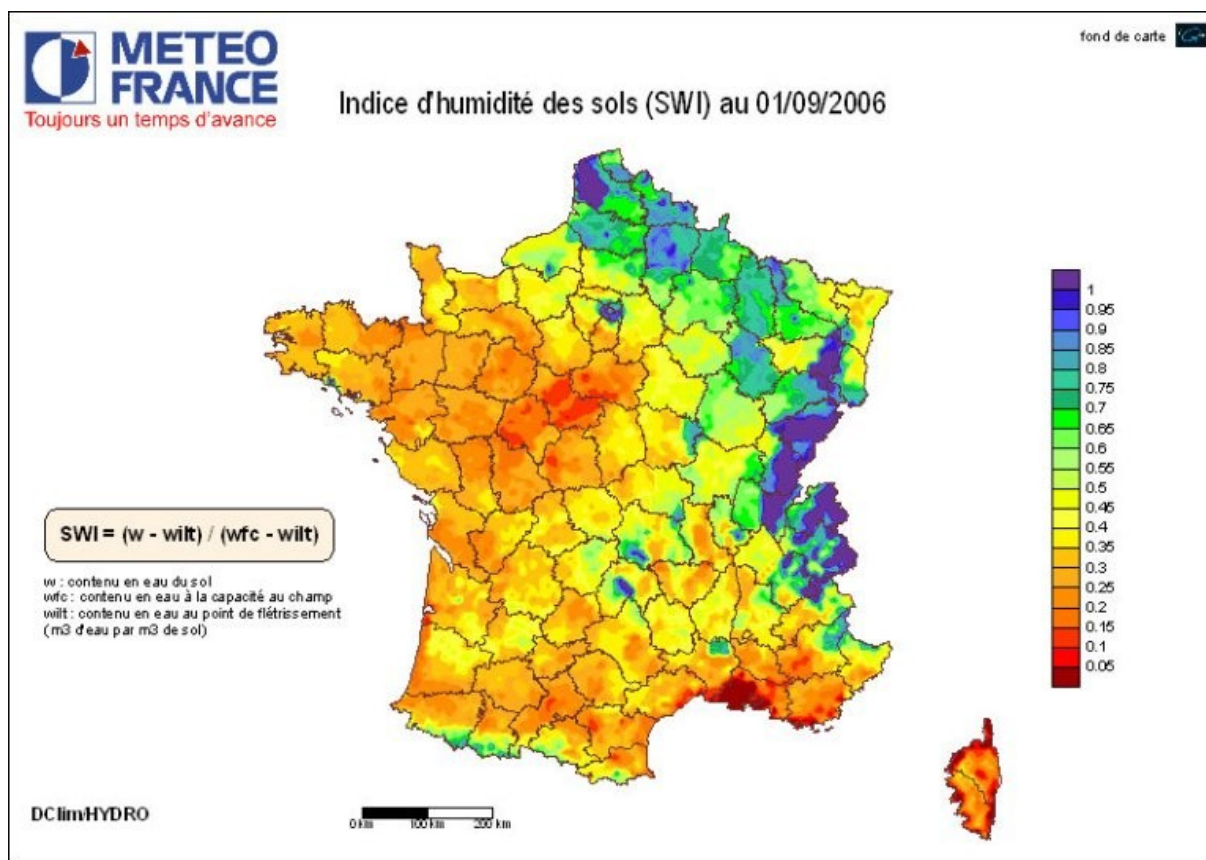 METEO
FRANCE
Toujours un temps d'avance
fond de carte
Indice d'humidité des sols (SWI) au 01/09/2006
1
0.95
0.9
0.85
0.8
0.75
0.7
0.65
0.6
0.55
0.5
0.45
0.4
0.35
0.3
0.25
0.2
0.15
0.1
0.05
SWI = (w - wilt) / (wfc - wilt)
w : contenu en eau du sol
wfc : contenu en eau à la capacité au champ
wilt : contenu en eau au point de flétrissement
(m3 d'eau par m3 de sol)
DClim/HYDRO
0 km 100 km 200 km